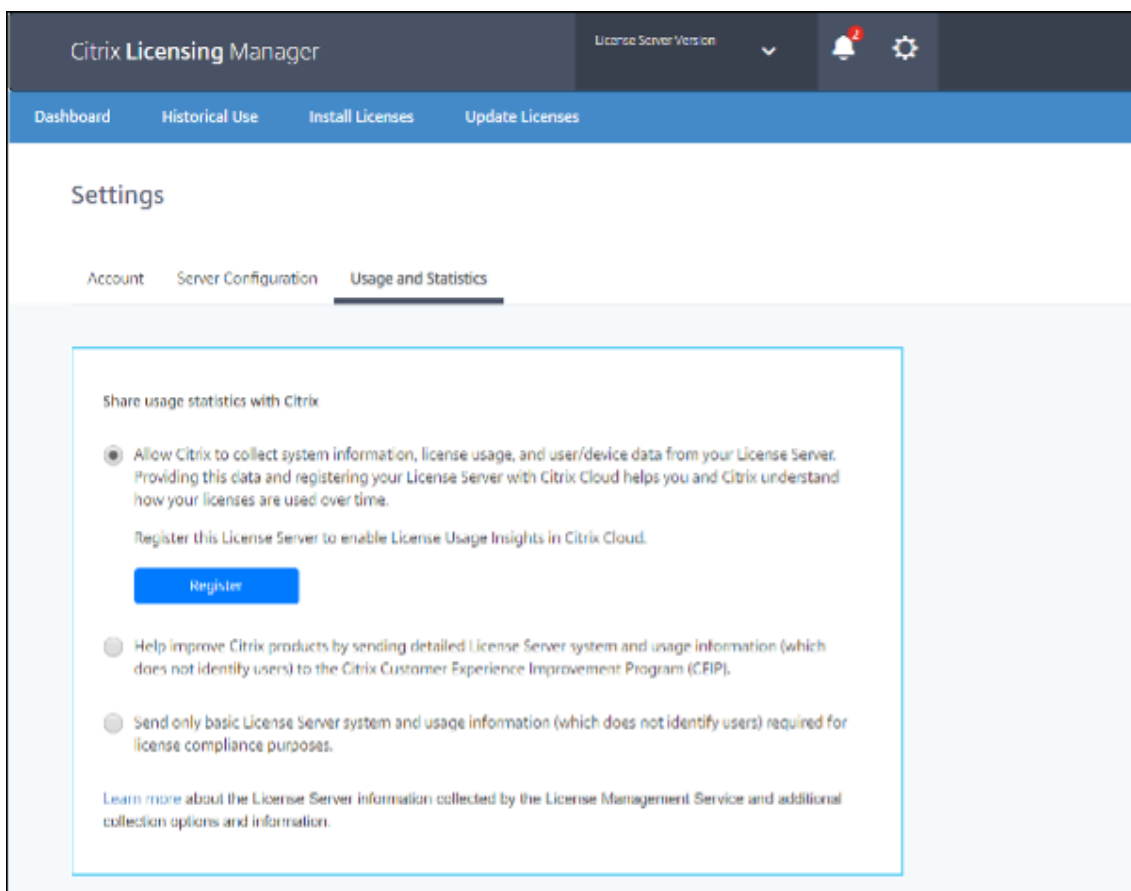 Citrix Licensing Manager
License Server Version
2
Dashboard Historical Use Install Licenses Update Licenses
Settings
Account Server Configuration Usage and Statistics
Share usage statistics with Citrix
Allow Citrix to collect system information, license usage, and user/device data from your License Server.
Providing this data and registering your License Server with Citrix Cloud helps you and Citrix understand
how your licenses are used over time.
Register this License Server to enable License Usage Insights in Citrix Cloud.
Register
Help improve Citrix products by sending detailed License Server system and usage information (which
does not identify users) to the Citrix Customer Experience Improvement Program (CEIP).
Send only basic License Server system and usage information (which does not identify users) required for
license compliance purposes.
Learn more about the License Server information collected by the License Management Service and additional
collection options and information.